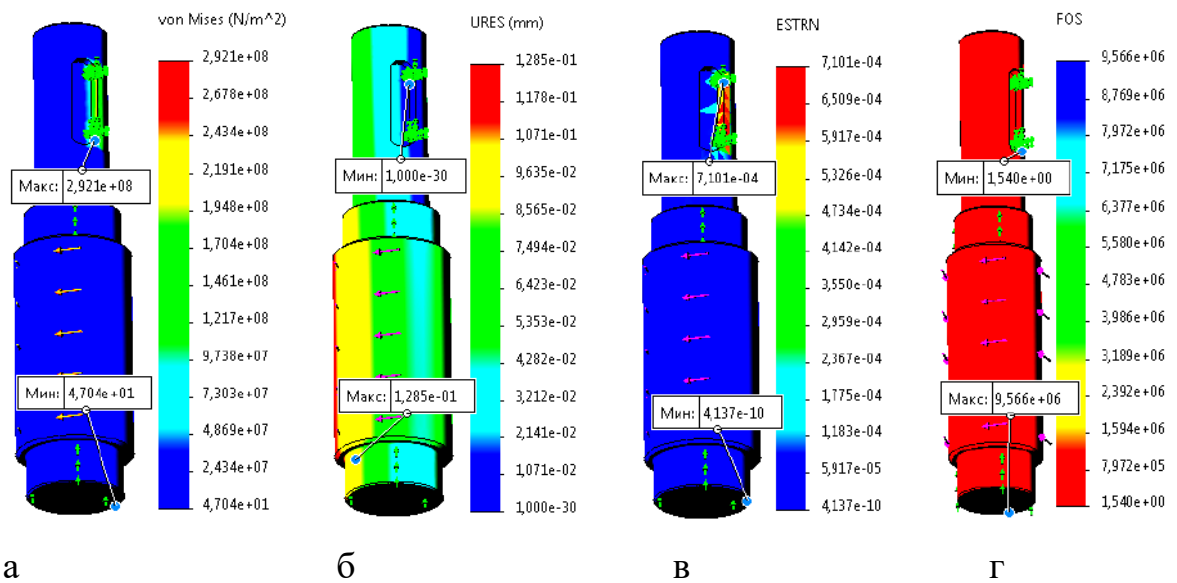 von Mises (N/m^2)
2,921e+08
2,678e+08
2,434e+08
2,191e+08
1,948e+08
1,704e+08
1,461e+08
1,217e+08
9,738e+07
7,303e+07
4,869e+07
2,434e+07
4,704e+01
Макс: 2,921e+08
Мин: 4,704e+01
а
URES (mm)
1,285e-01
1,178e-01
1,071e-01
9,635e-02
8,565e-02
7,494e-02
6,423e-02
5,353e-02
4,282e-02
3,212e-02
2,141e-02
1,071e-02
1,000e-30
Мин: 1,000e-30
Макс: 1,285e-01
б
ESTRN
7,101e-04
6,509e-04
5,917e-04
5,326e-04
4,734e-04
4,142e-04
3,550e-04
2,959e-04
2,367e-04
1,775e-04
1,183e-04
5,917e-05
4,137e-10
Макс: 7,101e-04
Мин: 4,137e-10
в
FOS
9,566e+06
8,769e+06
7,972e+06
7,175e+06
6,377e+06
5,580e+06
4,783e+06
3,986e+06
3,189e+06
2,392e+06
1,594e+06
7,972e+05
1,540e+00
Мин: 1,540e+00
Макс: 9,566e+06
г